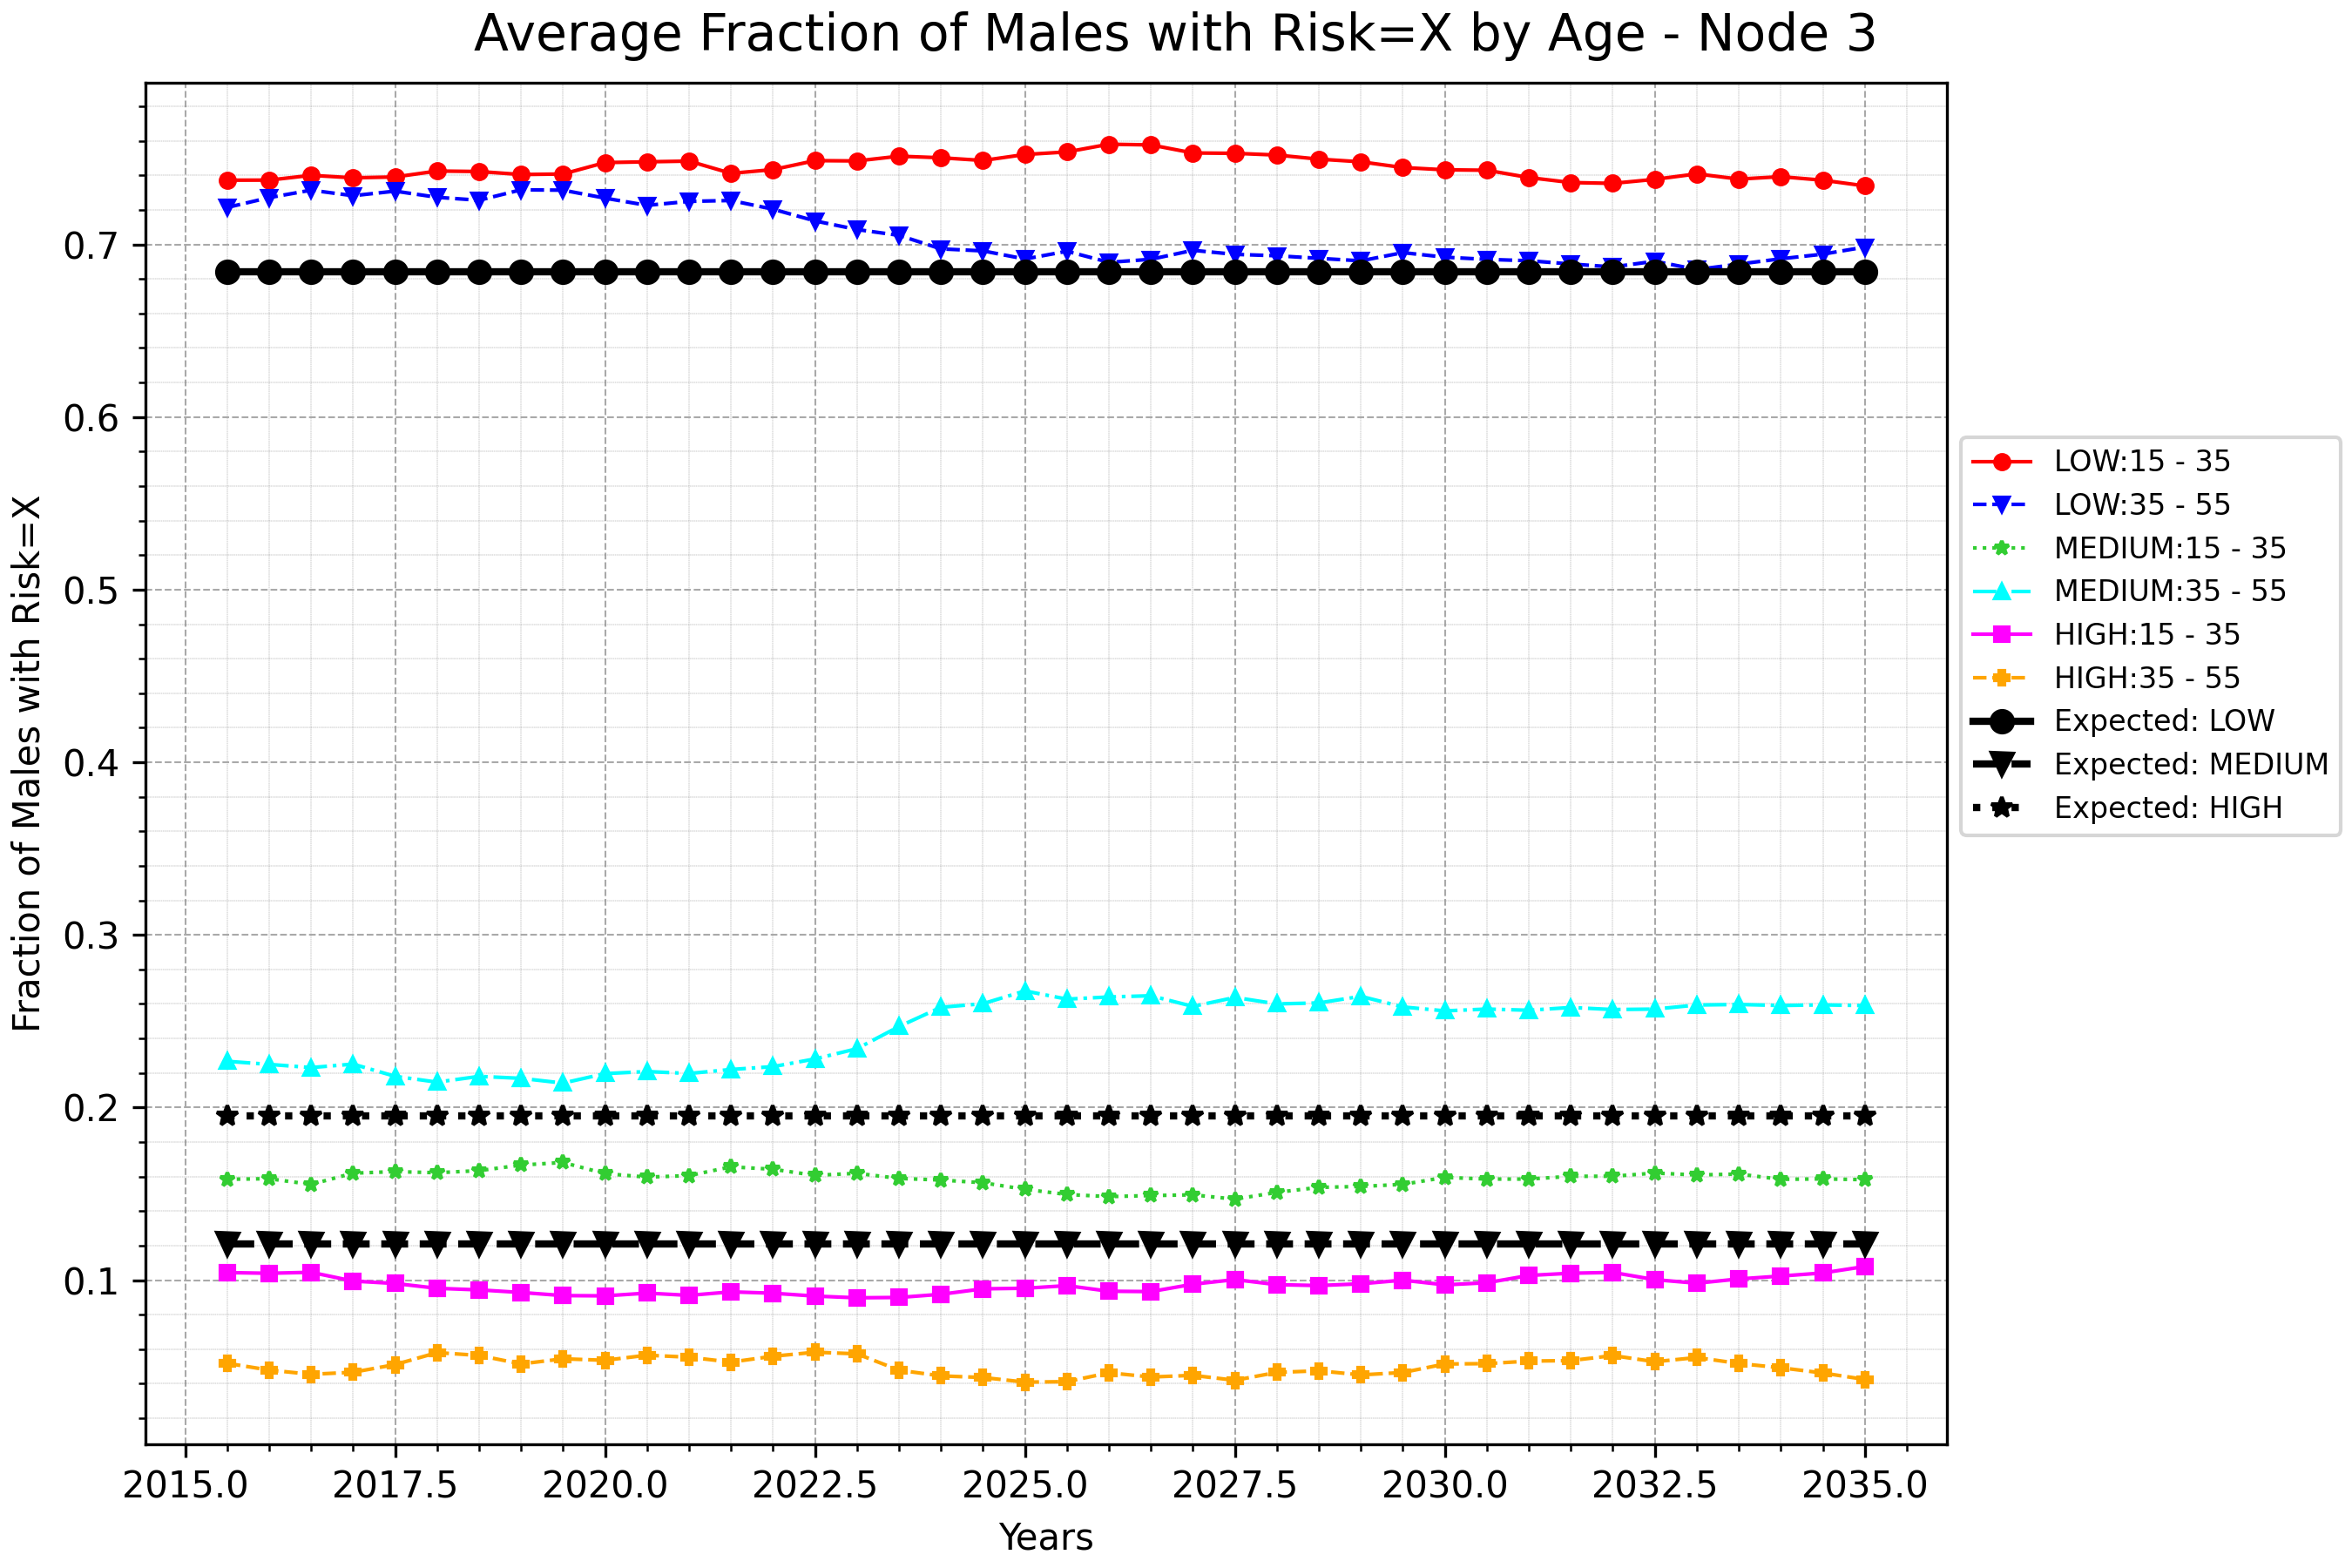 Average Fraction of Males with Risk=X by Age - Node 3
Fraction of Males with Risk=X
0.7
0.6
0.5
0.4
0.3
0.2
0.1
2015.0 2017.5 2020.0 2022.5 2025.0 2027.5 2030.0 2032.5 2035.0
Years
LOW:15 - 35
LOW:35 - 55
MEDIUM:15 - 35
MEDIUM:35 - 55
HIGH:15 - 35
HIGH:35 - 55
Expected: LOW
Expected: MEDIUM
Expected: HIGH